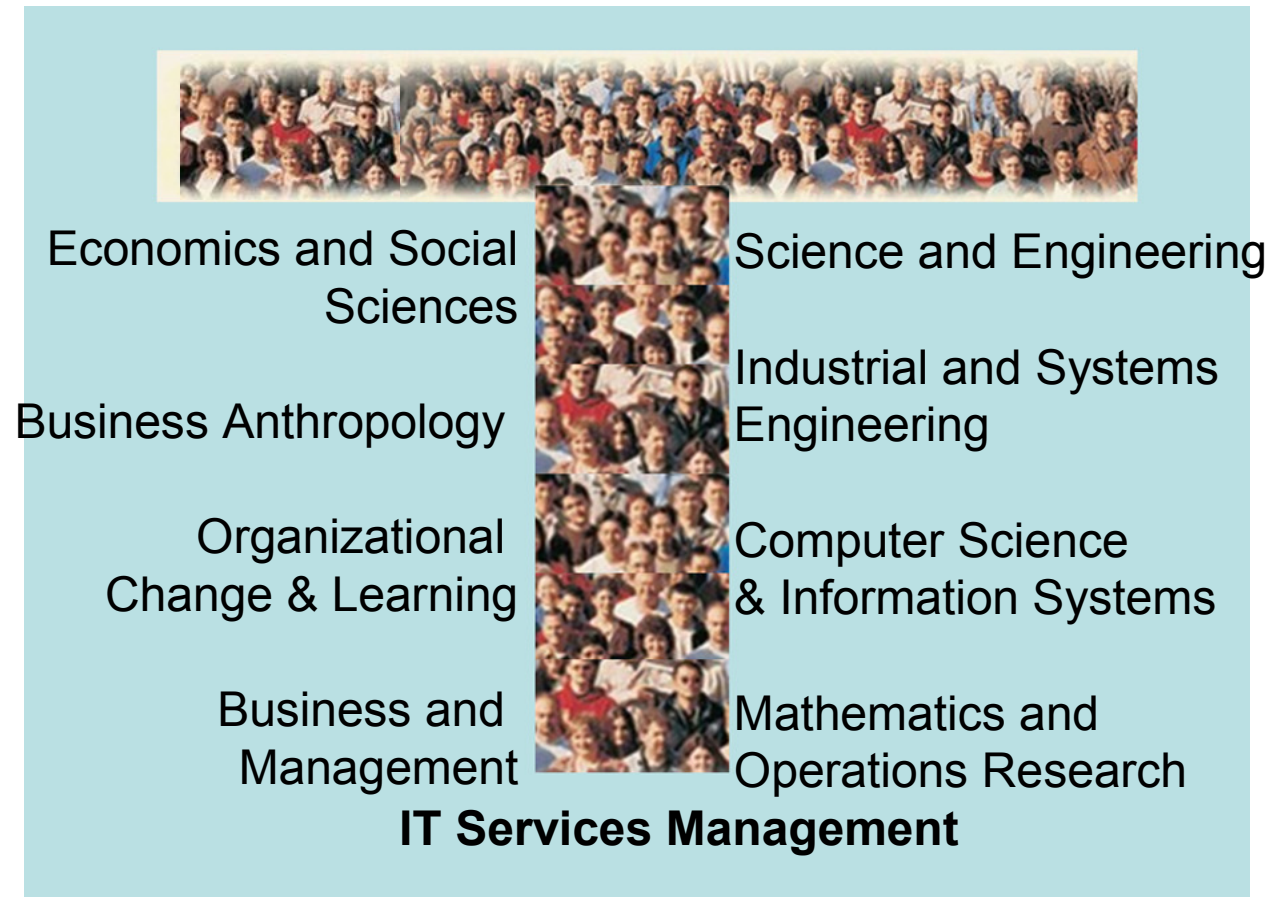 Economics and Social
Sciences
Business Anthropology
Organizational
Change & Learning
Business and
Management
Science and Engineering
Industrial and Systems
Engineering
Computer Science
& Information Systems
Mathematics and
Operations Research
IT Services Management